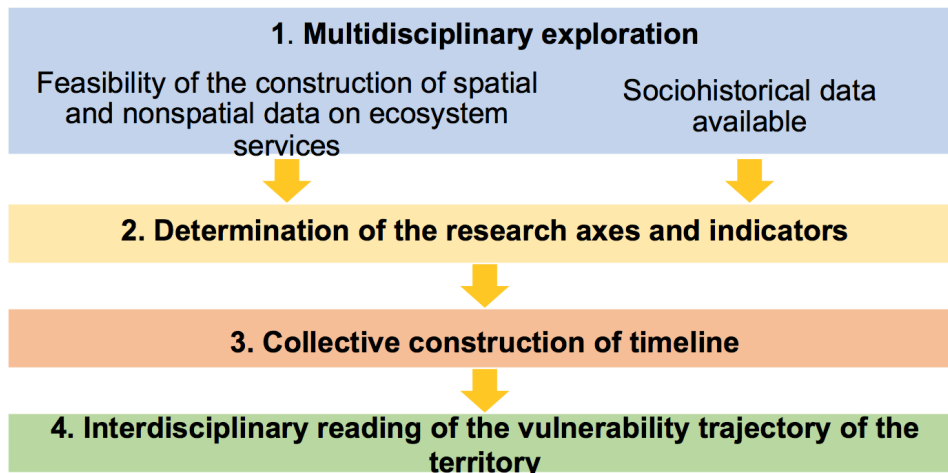 1. Multidisciplinary exploration
Feasibility of the construction of spatial
and nonspatial data on ecosystem
services
Sociohistorical data
available
2. Determination of the research axes and indicators
3. Collective construction of timeline
4. Interdisciplinary reading of the vulnerability trajectory of the
territory